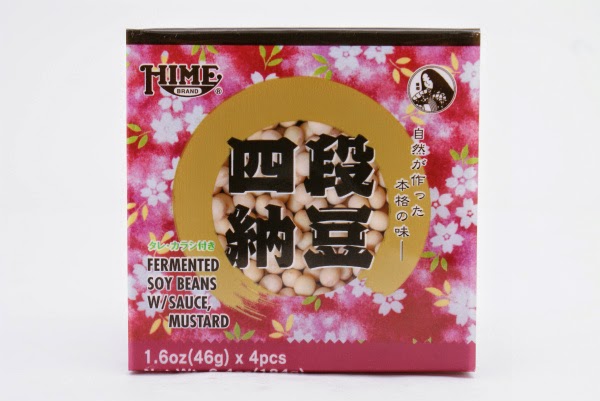 HIME®
BRAND
自然が作った
本格の味—
四段
納豆
タレ・カラシ付き
FERMENTED
SOY BEANS
W/SAUCE,
MUSTARD
1.6oz(46g) x 4pcs